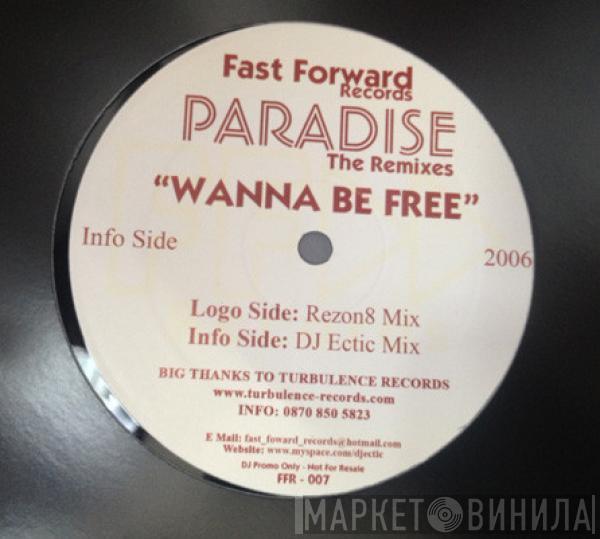 Fast Forward
Records
PARADISE
The Remixes
“WANNA BE FREE”
Info Side
2006
Logo Side: Rezon8 Mix
Info Side: DJ Ectic Mix
BIG THANKS TO TURBULENCE RECORDS
www.turbulence-records.com
INFO: 0870 850 5823
E Mail: fast_foward_records@hotmail.com
Website: www.myspace.com/djectic
DJ Promo Only - Not For Resale
FFR - 007
МАРКЕТ ВИНИЛА